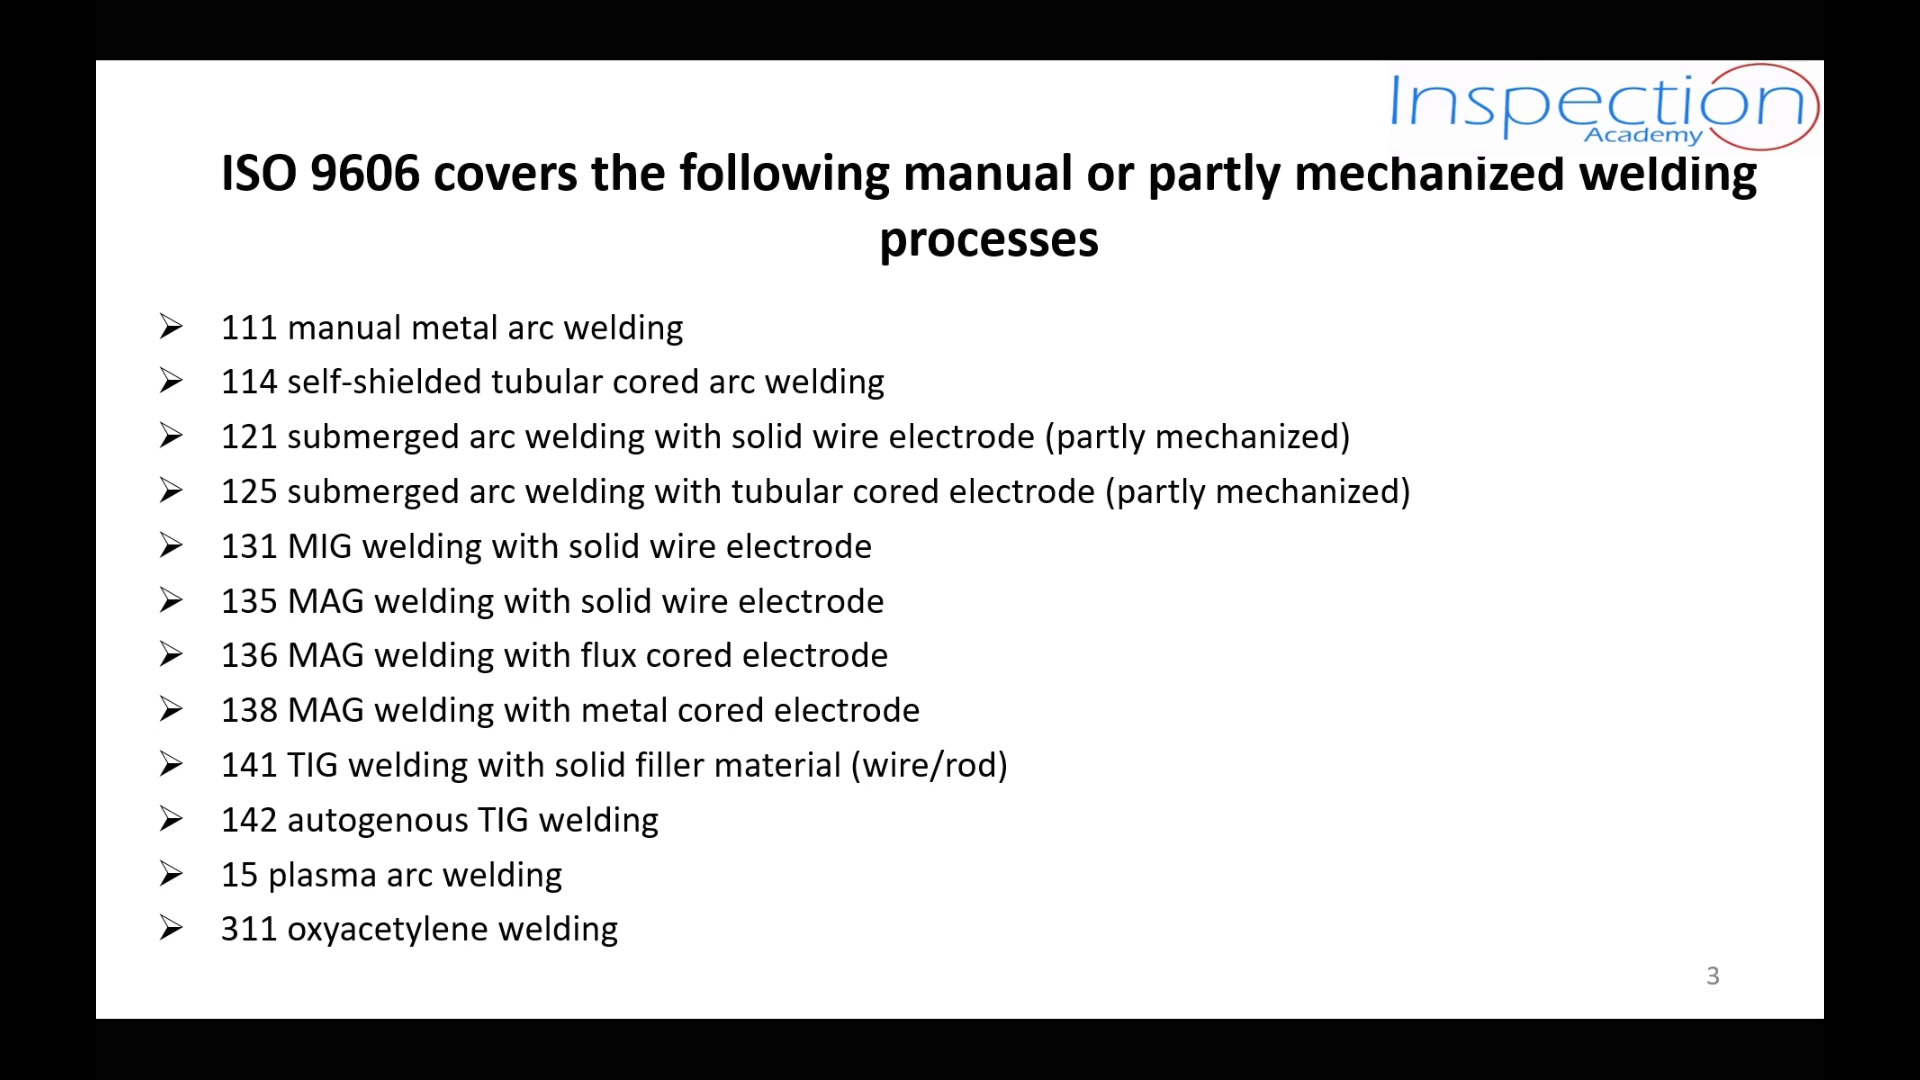 Inspection
Academy
ISO 9606 covers the following manual or partly mechanized welding
processes
111 manual metal arc welding
114 self-shielded tubular cored arc welding
121 submerged arc welding with solid wire electrode (partly mechanized)
125 submerged arc welding with tubular cored electrode (partly mechanized)
131 MIG welding with solid wire electrode
135 MAG welding with solid wire electrode
136 MAG welding with flux cored electrode
138 MAG welding with metal cored electrode
141 TIG welding with solid filler material (wire/rod)
142 autogenous TIG welding
15 plasma arc welding
311 oxyacetylene welding
3